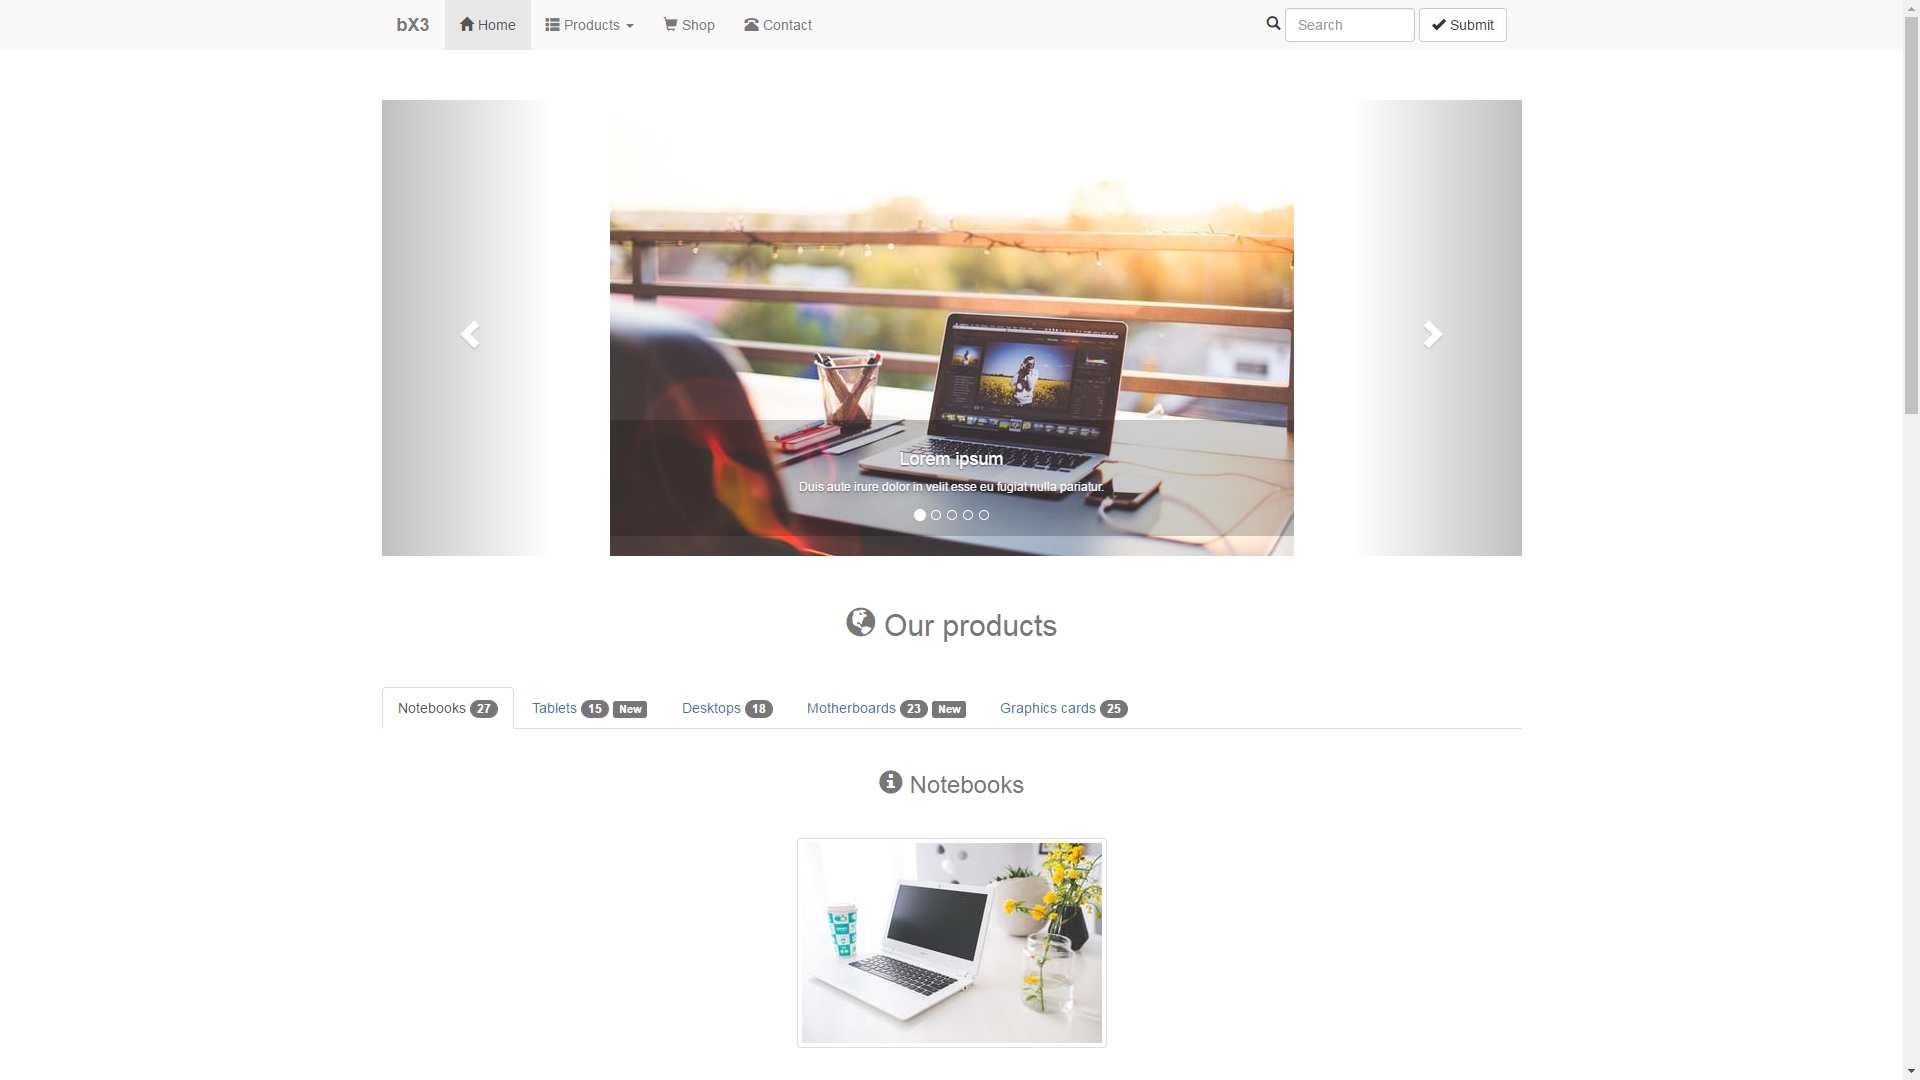 bX3 Home Products Shop Contact Search Submit
Lorem ipsum
Duis aute irure dolor in velit esse eu fugiat nulla pariatur.
Our products
Notebooks 27 Tablets 15 New Desktops 18 Motherboards 23 New Graphics cards 25
Notebooks